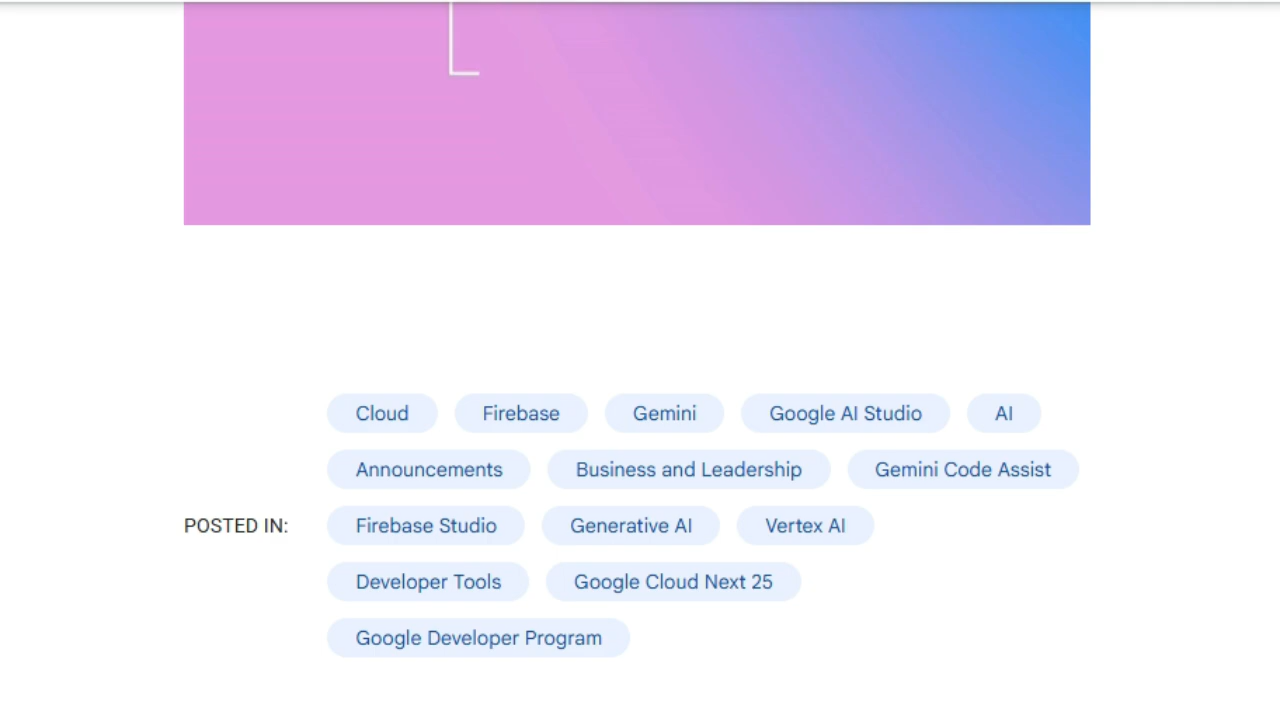 Cloud Firebase Gemini Google AI Studio AI
Announcements Business and Leadership Gemini Code Assist
POSTED IN: Firebase Studio Generative AI Vertex AI
Developer Tools Google Cloud Next 25
Google Developer Program